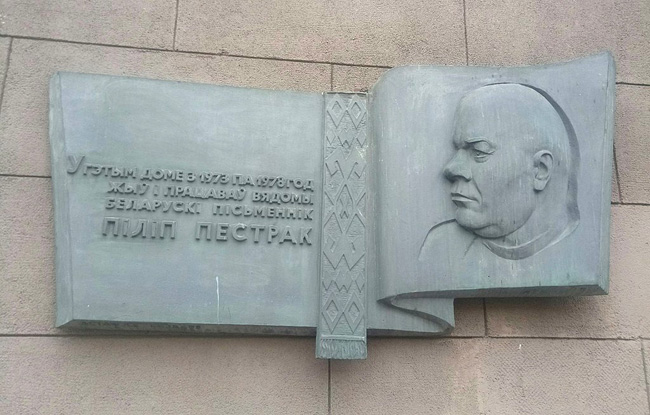 У гэтым доме з 1973 па 1978 год
жыў і працаваў вядомы
беларускі пісьменнік
ПІЛІП ПЕСТРАК